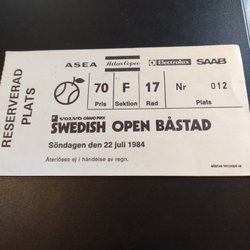 RESERVERAD
PLATS
ASEA Atlas Copco Electrolux SAAB
70 F 17 Nr 012
Pris Sektion Rad Plats
VOLVO GRAND PRIX
SWEDISH OPEN BÅSTAD
Söndagen den 22 juli 1984
Återlöses ej i händelse av regn.